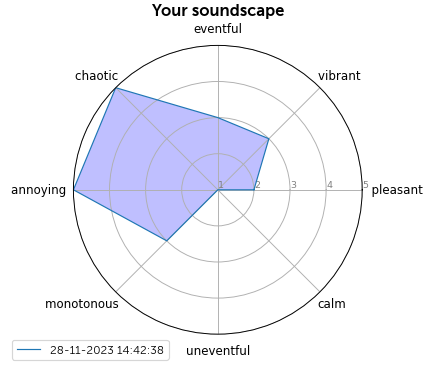 Your soundscape
eventful
chaotic
vibrant
annoying
1
2
3
4
5
pleasant
monotonous
calm
uneventful
28-11-2023 14:42:38